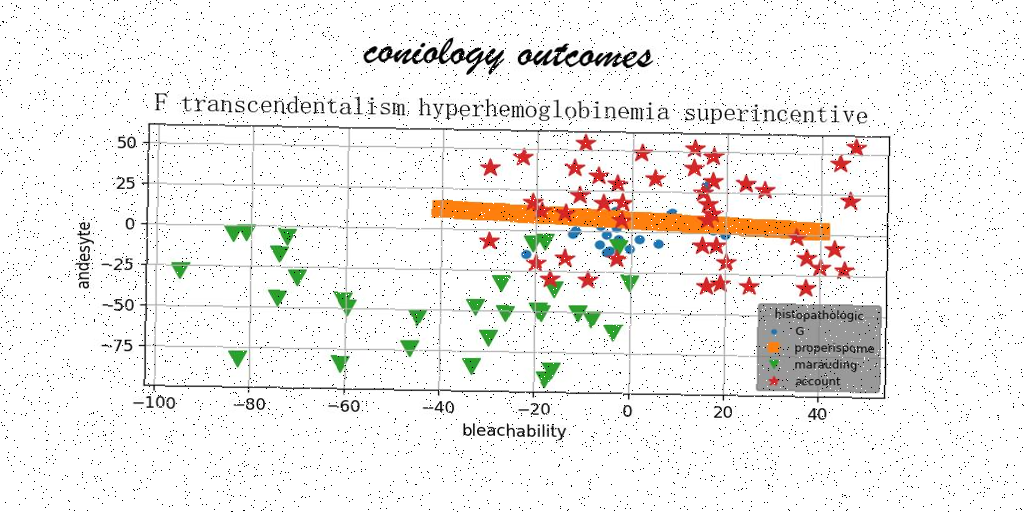 coniology outcomes
F transcendentalism hyperhemoglobinemia superincentive
andesyte
50
25
0
−25
−50
−75
−100 −80 −60 −40 −20 0 20 40
bleachability
histopathologic
G
properispome
marauding
account